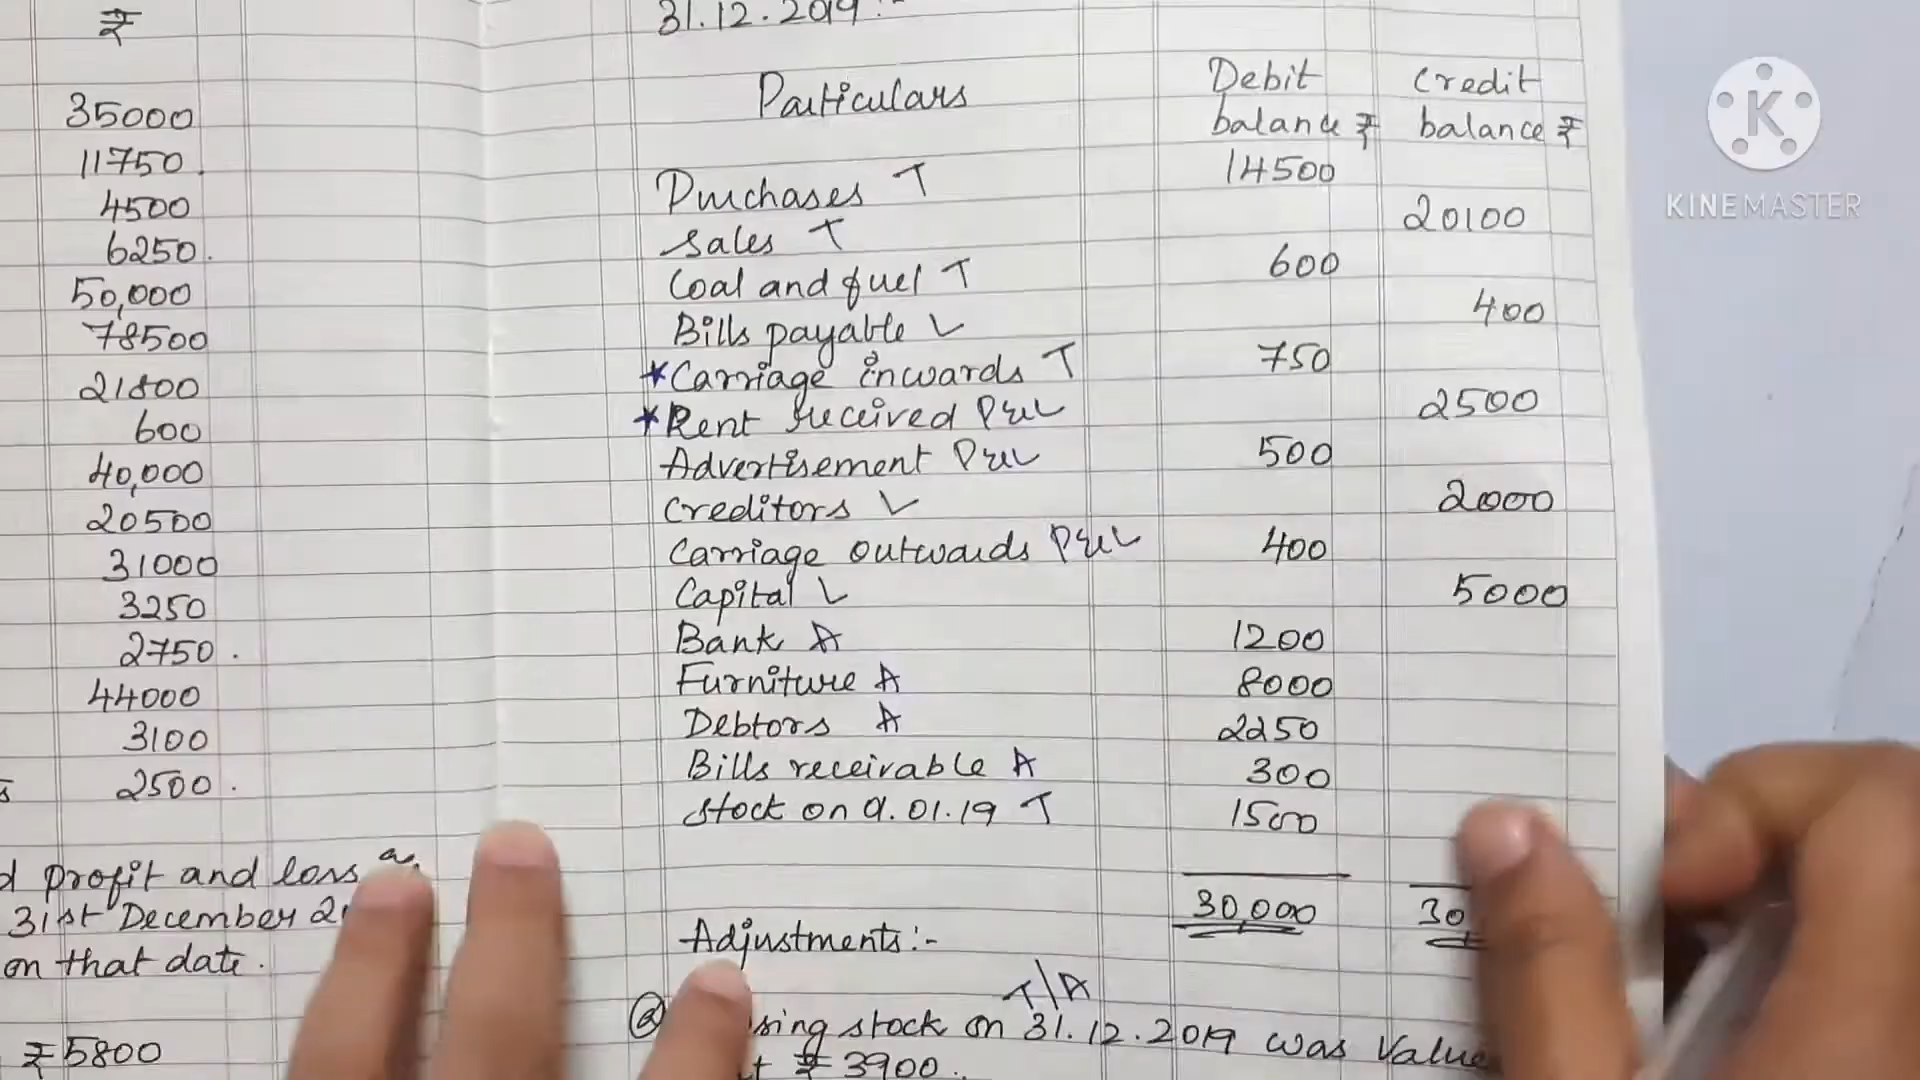 ₹
35000
11750.
4500
6250.
50,000
78500
21800
600
40,000
20500
31000
3250
2750.
44000
3100
2500.
profit and loss
31st December
on that date.
₹5800
31.12.2019:-
Particulars Debit balance ₹ Credit balance ₹
Purchases T 14500
Sales T 20100
Coal and fuel T 600
Bills payable L 400
*Carriage inwards T 750
*Rent received P&L 2500
Advertisement P&L 500
Creditors L 2000
Carriage outwards P&L 400
Capital L 5000
Bank A 1200
Furniture A 8000
Debtors A 2250
Bills receivable A 300
Stock on 01.19 T 1500
30,000 30
Adjustments:-
T/A
stock on 31.12.2019 was
₹ 3900.
K
KINEMASTER